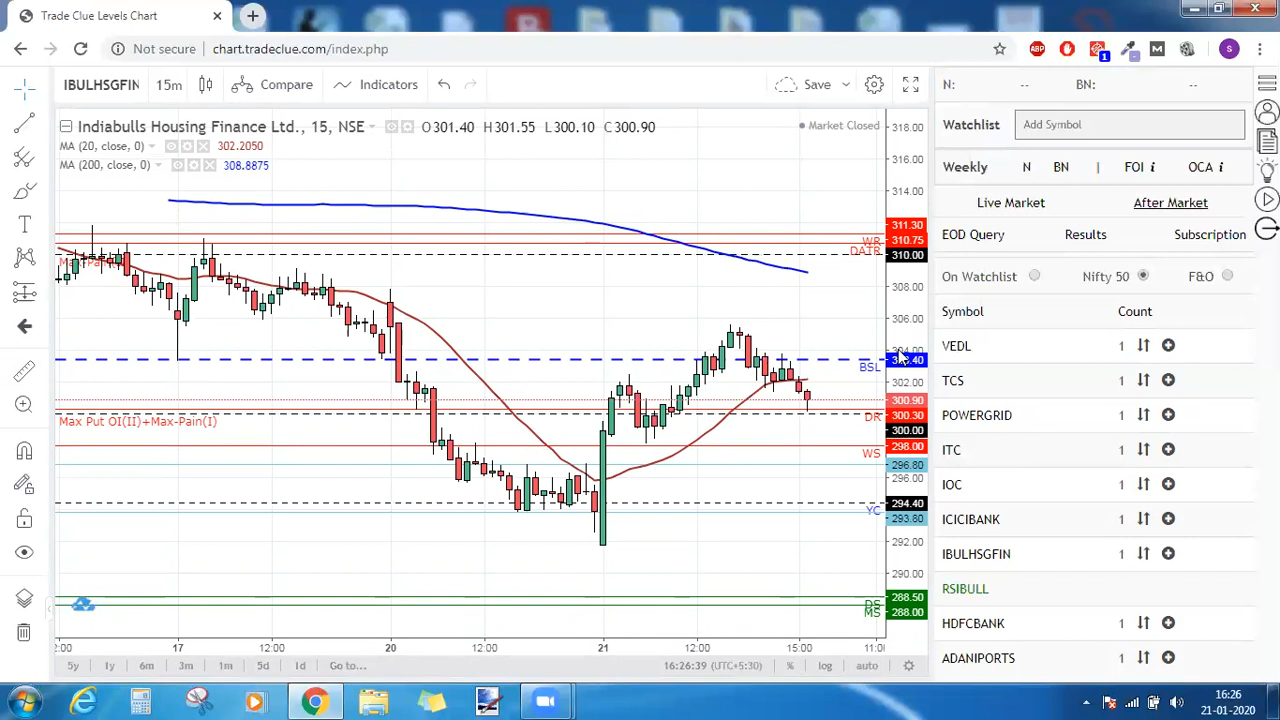 Trade Clue Levels Chart
Not secure chart.tradeclue.com/index.php
ABP 1 M S
IBULHSGFIN 15m Compare Indicators Save
N: -- BN: --
Indiabulls Housing Finance Ltd., 15, NSE O301.40 H301.55 L300.10 C300.90 Market Closed
MA (20, close, 0) 302.2050
MA (200, close, 0) 308.8875
Watchlist Add Symbol
Weekly N BN | FOI i OCA i
Live Market After Market
EOD Query Results Subscription
On Watchlist Nifty 50 F&O
Symbol Count
VEDL 1
TCS 1
POWERGRID 1
ITC 1
IOC 1
ICICIBANK 1
IBULHSGFIN 1
RSIBULL
HDFCBANK 1
ADANIPORTS 1
318.00
316.00
314.00
311.30
WR 310.75
DATR 310.00
308.00
306.00
304.00
BSL
302.00
300.90
300.30
Max Put OI(II)+Max-Pain(I) DR
300.00
298.00
WS
296.80
296.00
294.40
YC 293.80
292.00
290.00
288.50
DS
MS 288.00
17 12:00 20 12:00 21 12:00 15:00 11:00
5y 1y 6m 3m 1m 5d 1d Go to... 16:26:39 (UTC+5:30) % log auto
16:26
21-01-2020